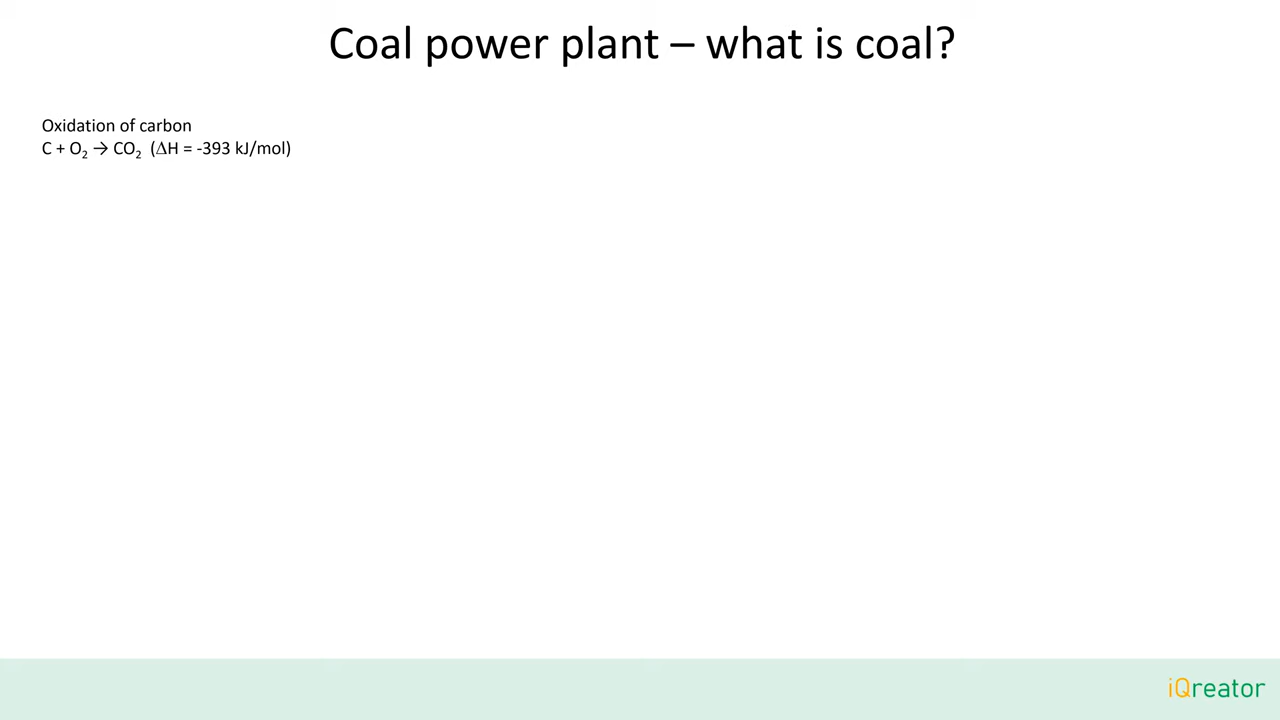 Coal power plant – what is coal?
Oxidation of carbon
C + O₂ → CO₂ (ΔH = -393 kJ/mol)
iQreator